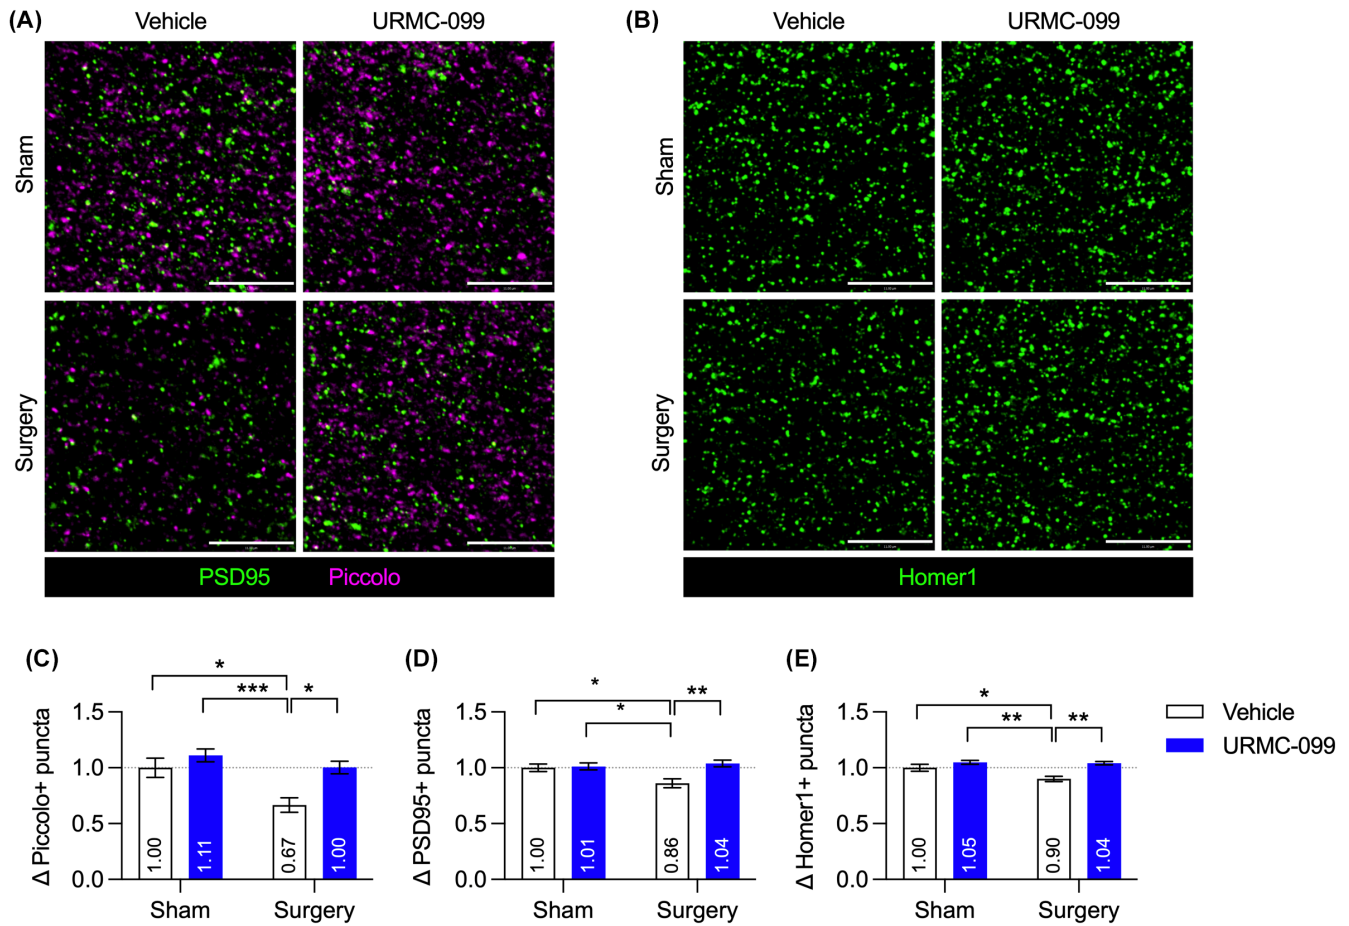 (A)
Vehicle
URMC-099
(B)
Vehicle
URMC-099
Sham
Surgery
Sham
Surgery
PSD95 Piccolo
Homer1
(C)
Δ Piccolo+ puncta
1.5
1.0
0.5
0.0
*
*** *
1.00
1.11
0.67
1.00
Sham Surgery
(D)
Δ PSD95+ puncta
1.5
1.0
0.5
0.0
*
**
*
1.00
1.01
0.86
1.04
Sham Surgery
(E)
Δ Homer1+ puncta
1.5
1.0
0.5
0.0
*
** **
1.00
1.05
0.90
1.04
Sham Surgery
Vehicle
URMC-099